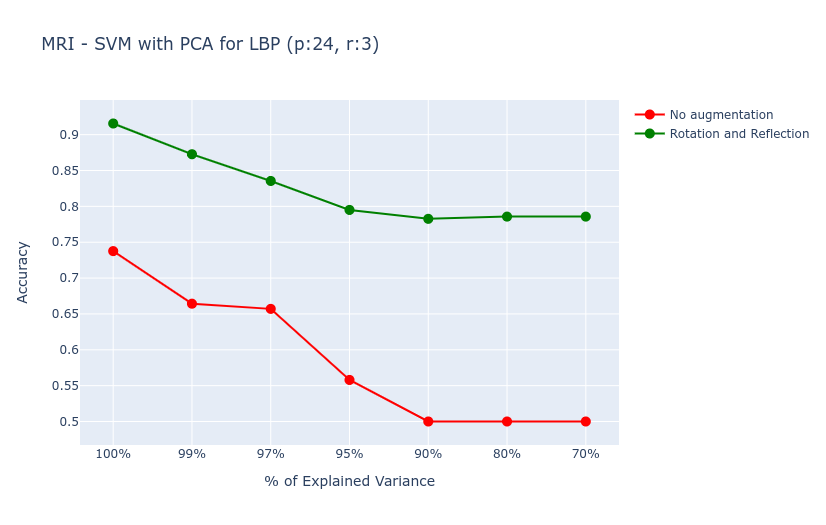 MRI - SVM with PCA for LBP (p:24, r:3)
No augmentation
Rotation and Reflection
Accuracy
0.9
0.85
0.8
0.75
0.7
0.65
0.6
0.55
0.5
100% 99% 97% 95% 90% 80% 70%
% of Explained Variance